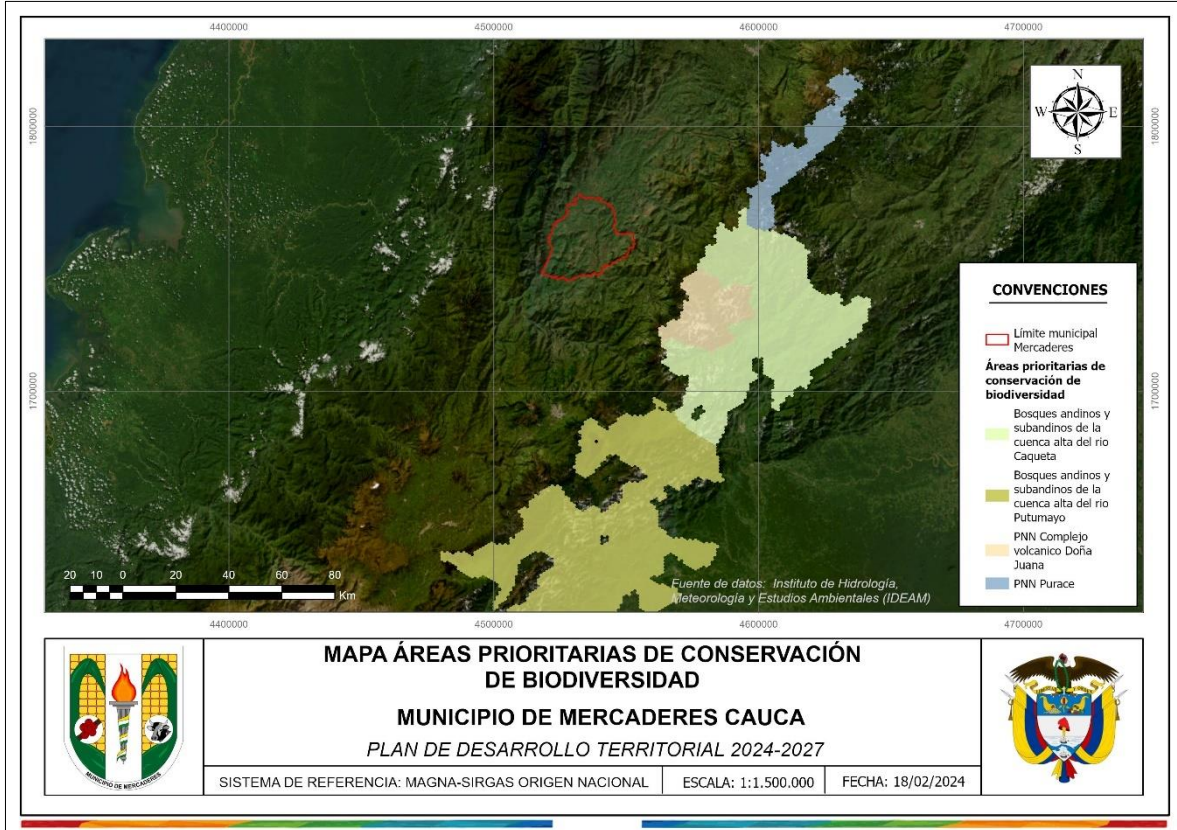 4400000
4500000
4600000
4700000
1800000
1800000
N
W
E
S
1700000
1700000
CONVENCIONES
Límite municipal
Mercaderes
Áreas prioritarias de
conservación de
biodiversidad
Bosques andinos y
subandinos de la
cuenca alta del rio
Caqueta
Bosques andinos y
subandinos de la
cuenca alta del rio
Putumayo
PNN Complejo
volcanico Doña
Juana
PNN Purace
20 10 0 20 40 60 80
Km
Fuente de datos: Instituto de Hidrología,
Meteorología y Estudios Ambientales (IDEAM)
4400000
4500000
4600000
4700000
MUNICIPIO DE MERCADERES
MAPA ÁREAS PRIORITARIAS DE CONSERVACIÓN
DE BIODIVERSIDAD
MUNICIPIO DE MERCADERES CAUCA
PLAN DE DESARROLLO TERRITORIAL 2024-2027
SISTEMA DE REFERENCIA: MAGNA-SIRGAS ORIGEN NACIONAL
ESCALA: 1:1.500.000
FECHA: 18/02/2024